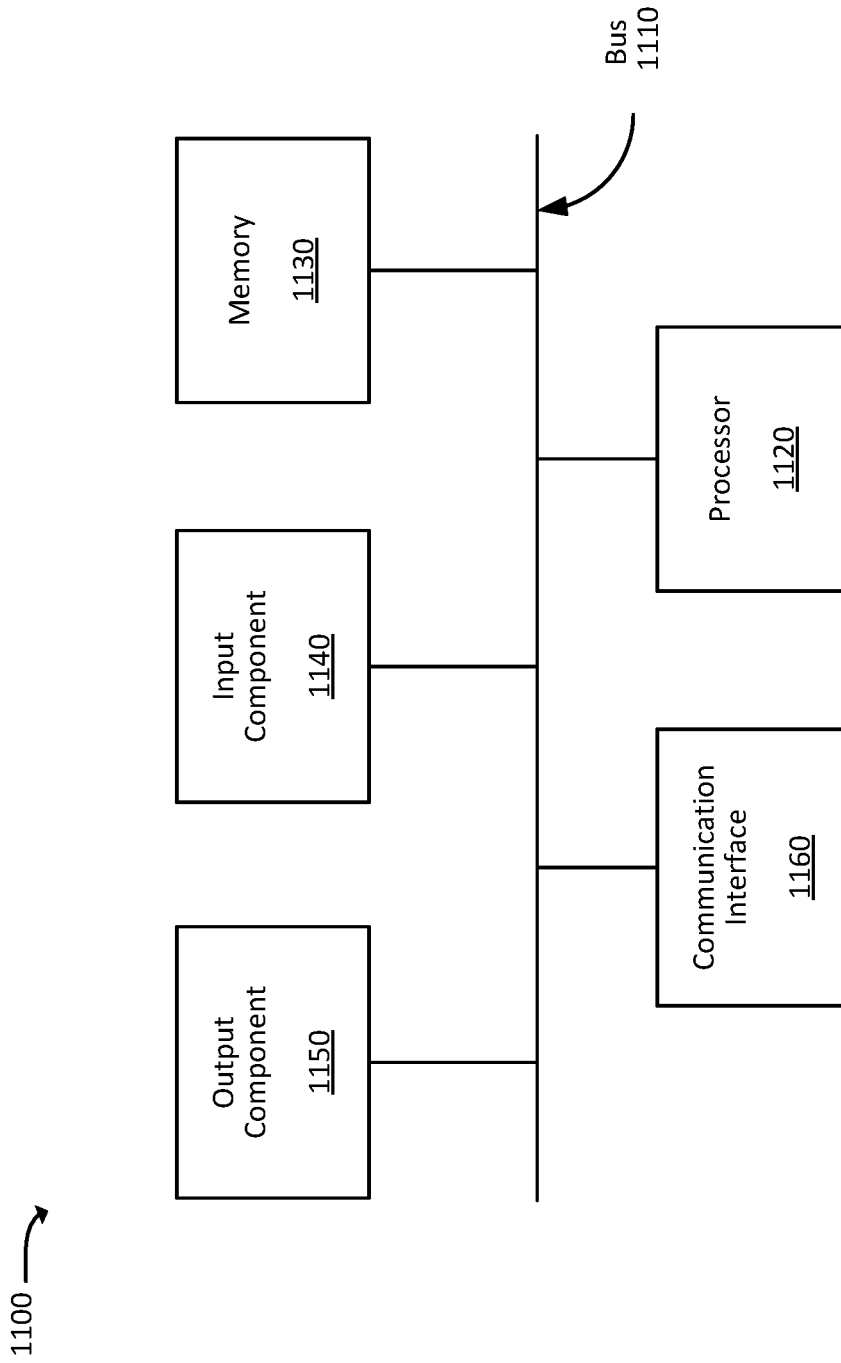 1100
Output
Component
1150
Input
Component
1140
Memory
1130
Communication
Interface
1160
Processor
1120
Bus
1110